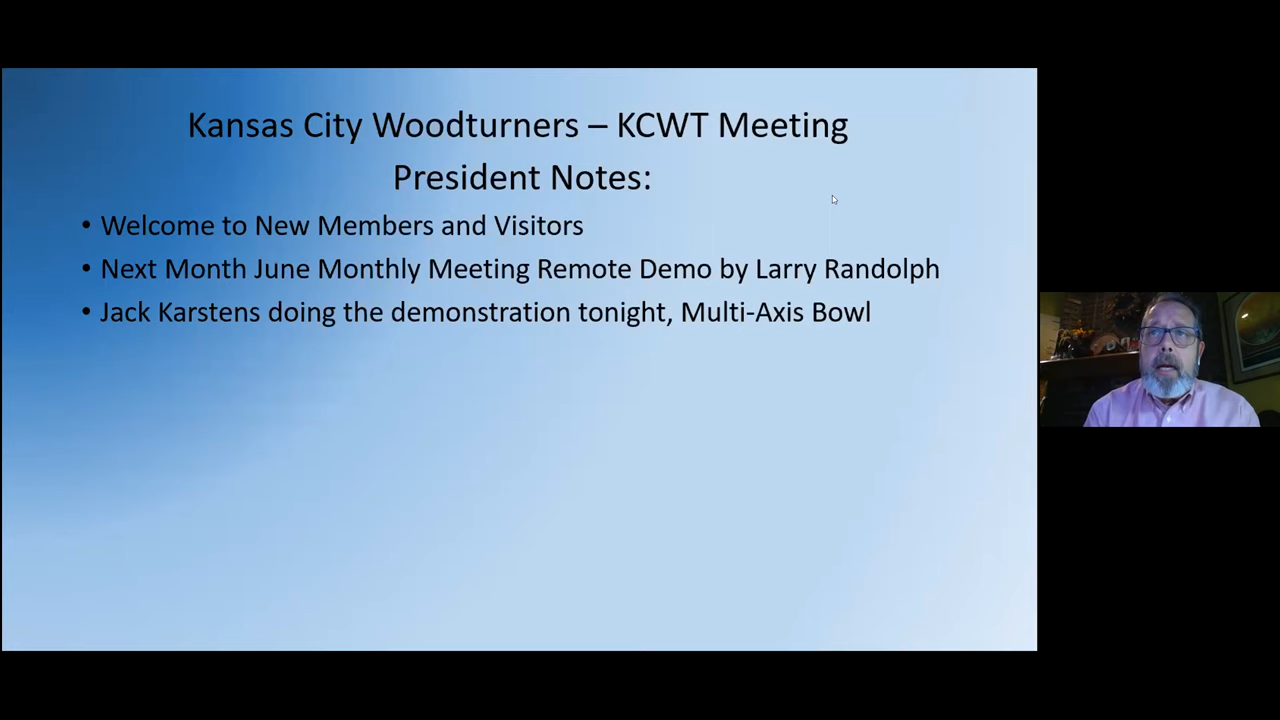 Kansas City Woodturners – KCWT Meeting
President Notes:
• Welcome to New Members and Visitors
• Next Month June Monthly Meeting Remote Demo by Larry Randolph
• Jack Karstens doing the demonstration tonight, Multi-Axis Bowl